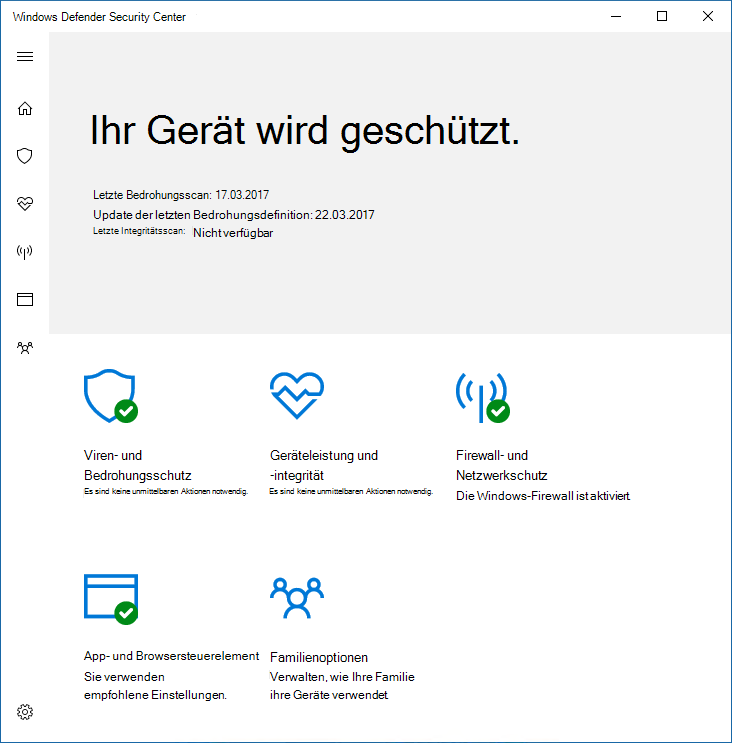 Windows Defender Security Center
Ihr Gerät wird geschützt.
Letzte Bedrohungsscan: 17.03.2017
Update der letzten Bedrohungsdefinition: 22.03.2017
Letzte Integritätsscan: Nicht verfügbar
Viren- und
Bedrohungsschutz
Es sind keine unmittelbaren Aktionen notwendig.
Geräteleistung und
-integrität
Es sind keine unmittelbaren Aktionen notwendig.
Firewall- und
Netzwerkschutz
Die Windows-Firewall ist aktiviert.
App- und Browsersteuerelement
Sie verwenden
empfohlene Einstellungen.
Familienoptionen
Verwalten, wie Ihre Familie
ihre Geräte verwendet.